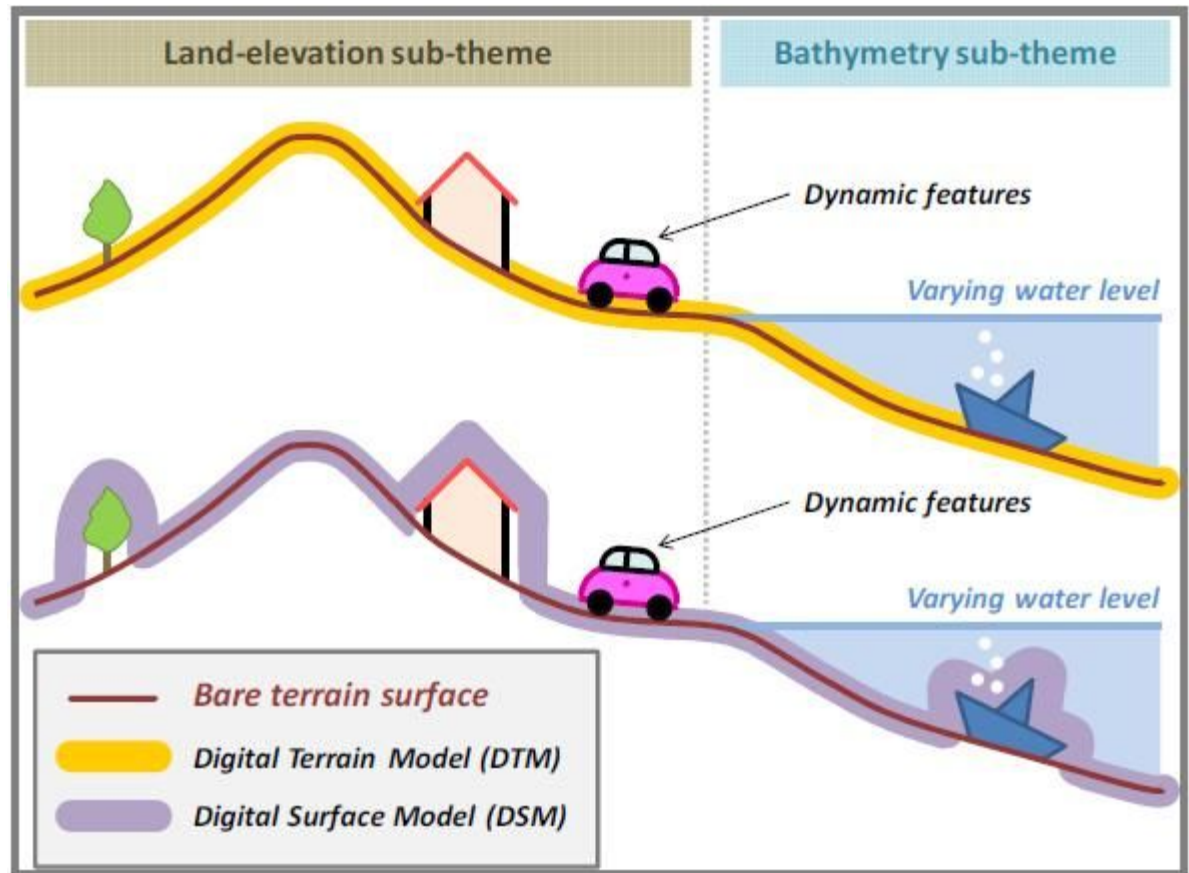 Land-elevation sub-theme
Bathymetry sub-theme
Dynamic features
Varying water level
Dynamic features
Varying water level
Bare terrain surface
Digital Terrain Model (DTM)
Digital Surface Model (DSM)